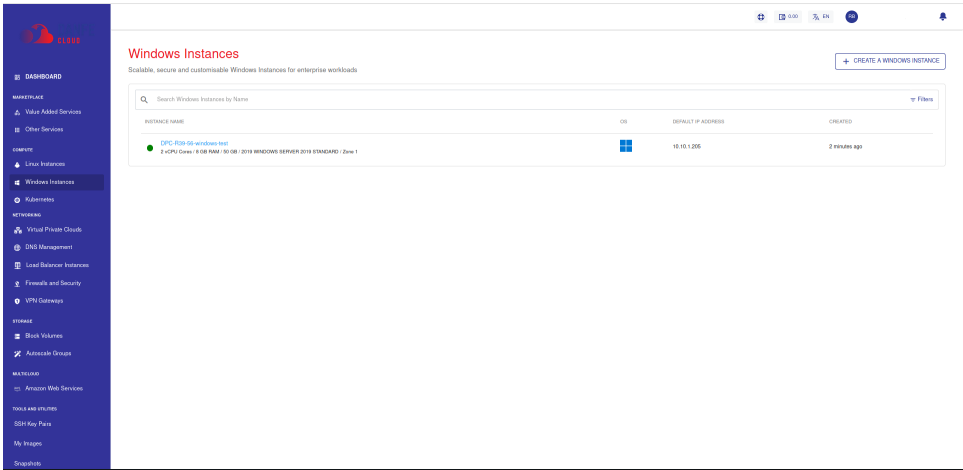 CLOUD
0.00
EN
RB
DASHBOARD
MARKETPLACE
Value Added Services
Other Services
COMPUTE
Linux Instances
Windows Instances
Kubernetes
NETWORKING
Virtual Private Clouds
DNS Management
Load Balancer Instances
Firewalls and Security
VPN Gateways
STORAGE
Block Volumes
Autoscale Groups
MULTICLOUD
Amazon Web Services
TOOLS AND UTILITIES
SSH Key Pairs
My Images
Snapshots
Windows Instances
Scalable, secure and customisable Windows Instances for enterprise workloads
+ CREATE A WINDOWS INSTANCE
Search Windows Instances by Name
Filters
INSTANCE NAME OS DEFAULT IP ADDRESS CREATED
DPC-R39-56-windows-test 10.10.1.205 2 minutes ago
2 vCPU Cores / 8 GB RAM / 50 GB / 2019 WINDOWS SERVER 2019 STANDARD / Zone 1